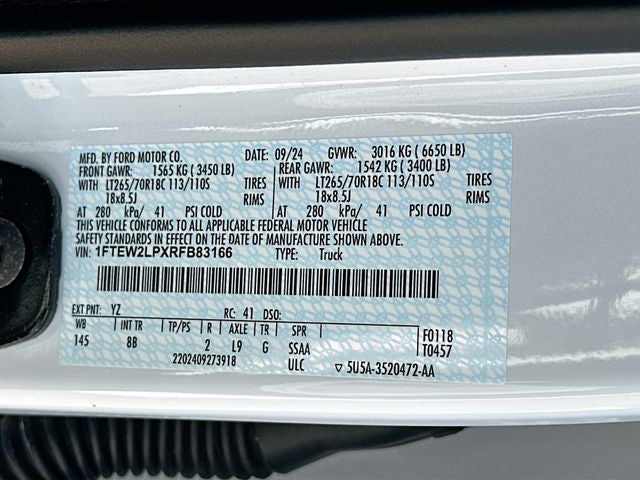 MFD. BY FORD MOTOR CO. DATE: 09/24 GVWR: 3016 KG ( 6650 LB)
FRONT GAWR: 1565 KG ( 3450 LB) REAR GAWR: 1542 KG ( 3400 LB)
WITH LT265/70R18C 113/110S TIRES WITH LT265/70R18C 113/110S TIRES
18x8.5J RIMS 18x8.5J RIMS
AT 280 kPa/ 41 PSI COLD AT 280 kPa/ 41 PSI COLD
THIS VEHICLE CONFORMS TO ALL APPLICABLE FEDERAL MOTOR VEHICLE
SAFETY STANDARDS IN EFFECT ON THE DATE OF MANUFACTURE SHOWN ABOVE.
VIN: 1FTEW2LPXRFB83166 TYPE: Truck
EXT PNT: YZ RC: 41 DSO:
WB INT TR TP/PS R AXLE TR SPR F0118
145 8B 2 L9 G SSAA T0457
2202409273918 ULC ▽ 5U5A-3520472-AA